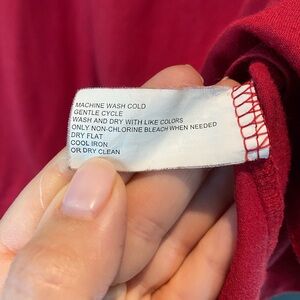 MACHINE WASH COLD
GENTLE CYCLE
WASH AND DRY WITH LIKE COLORS
ONLY NON-CHLORINE BLEACH WHEN NEEDED
DRY FLAT
COOL IRON
OR DRY CLEAN